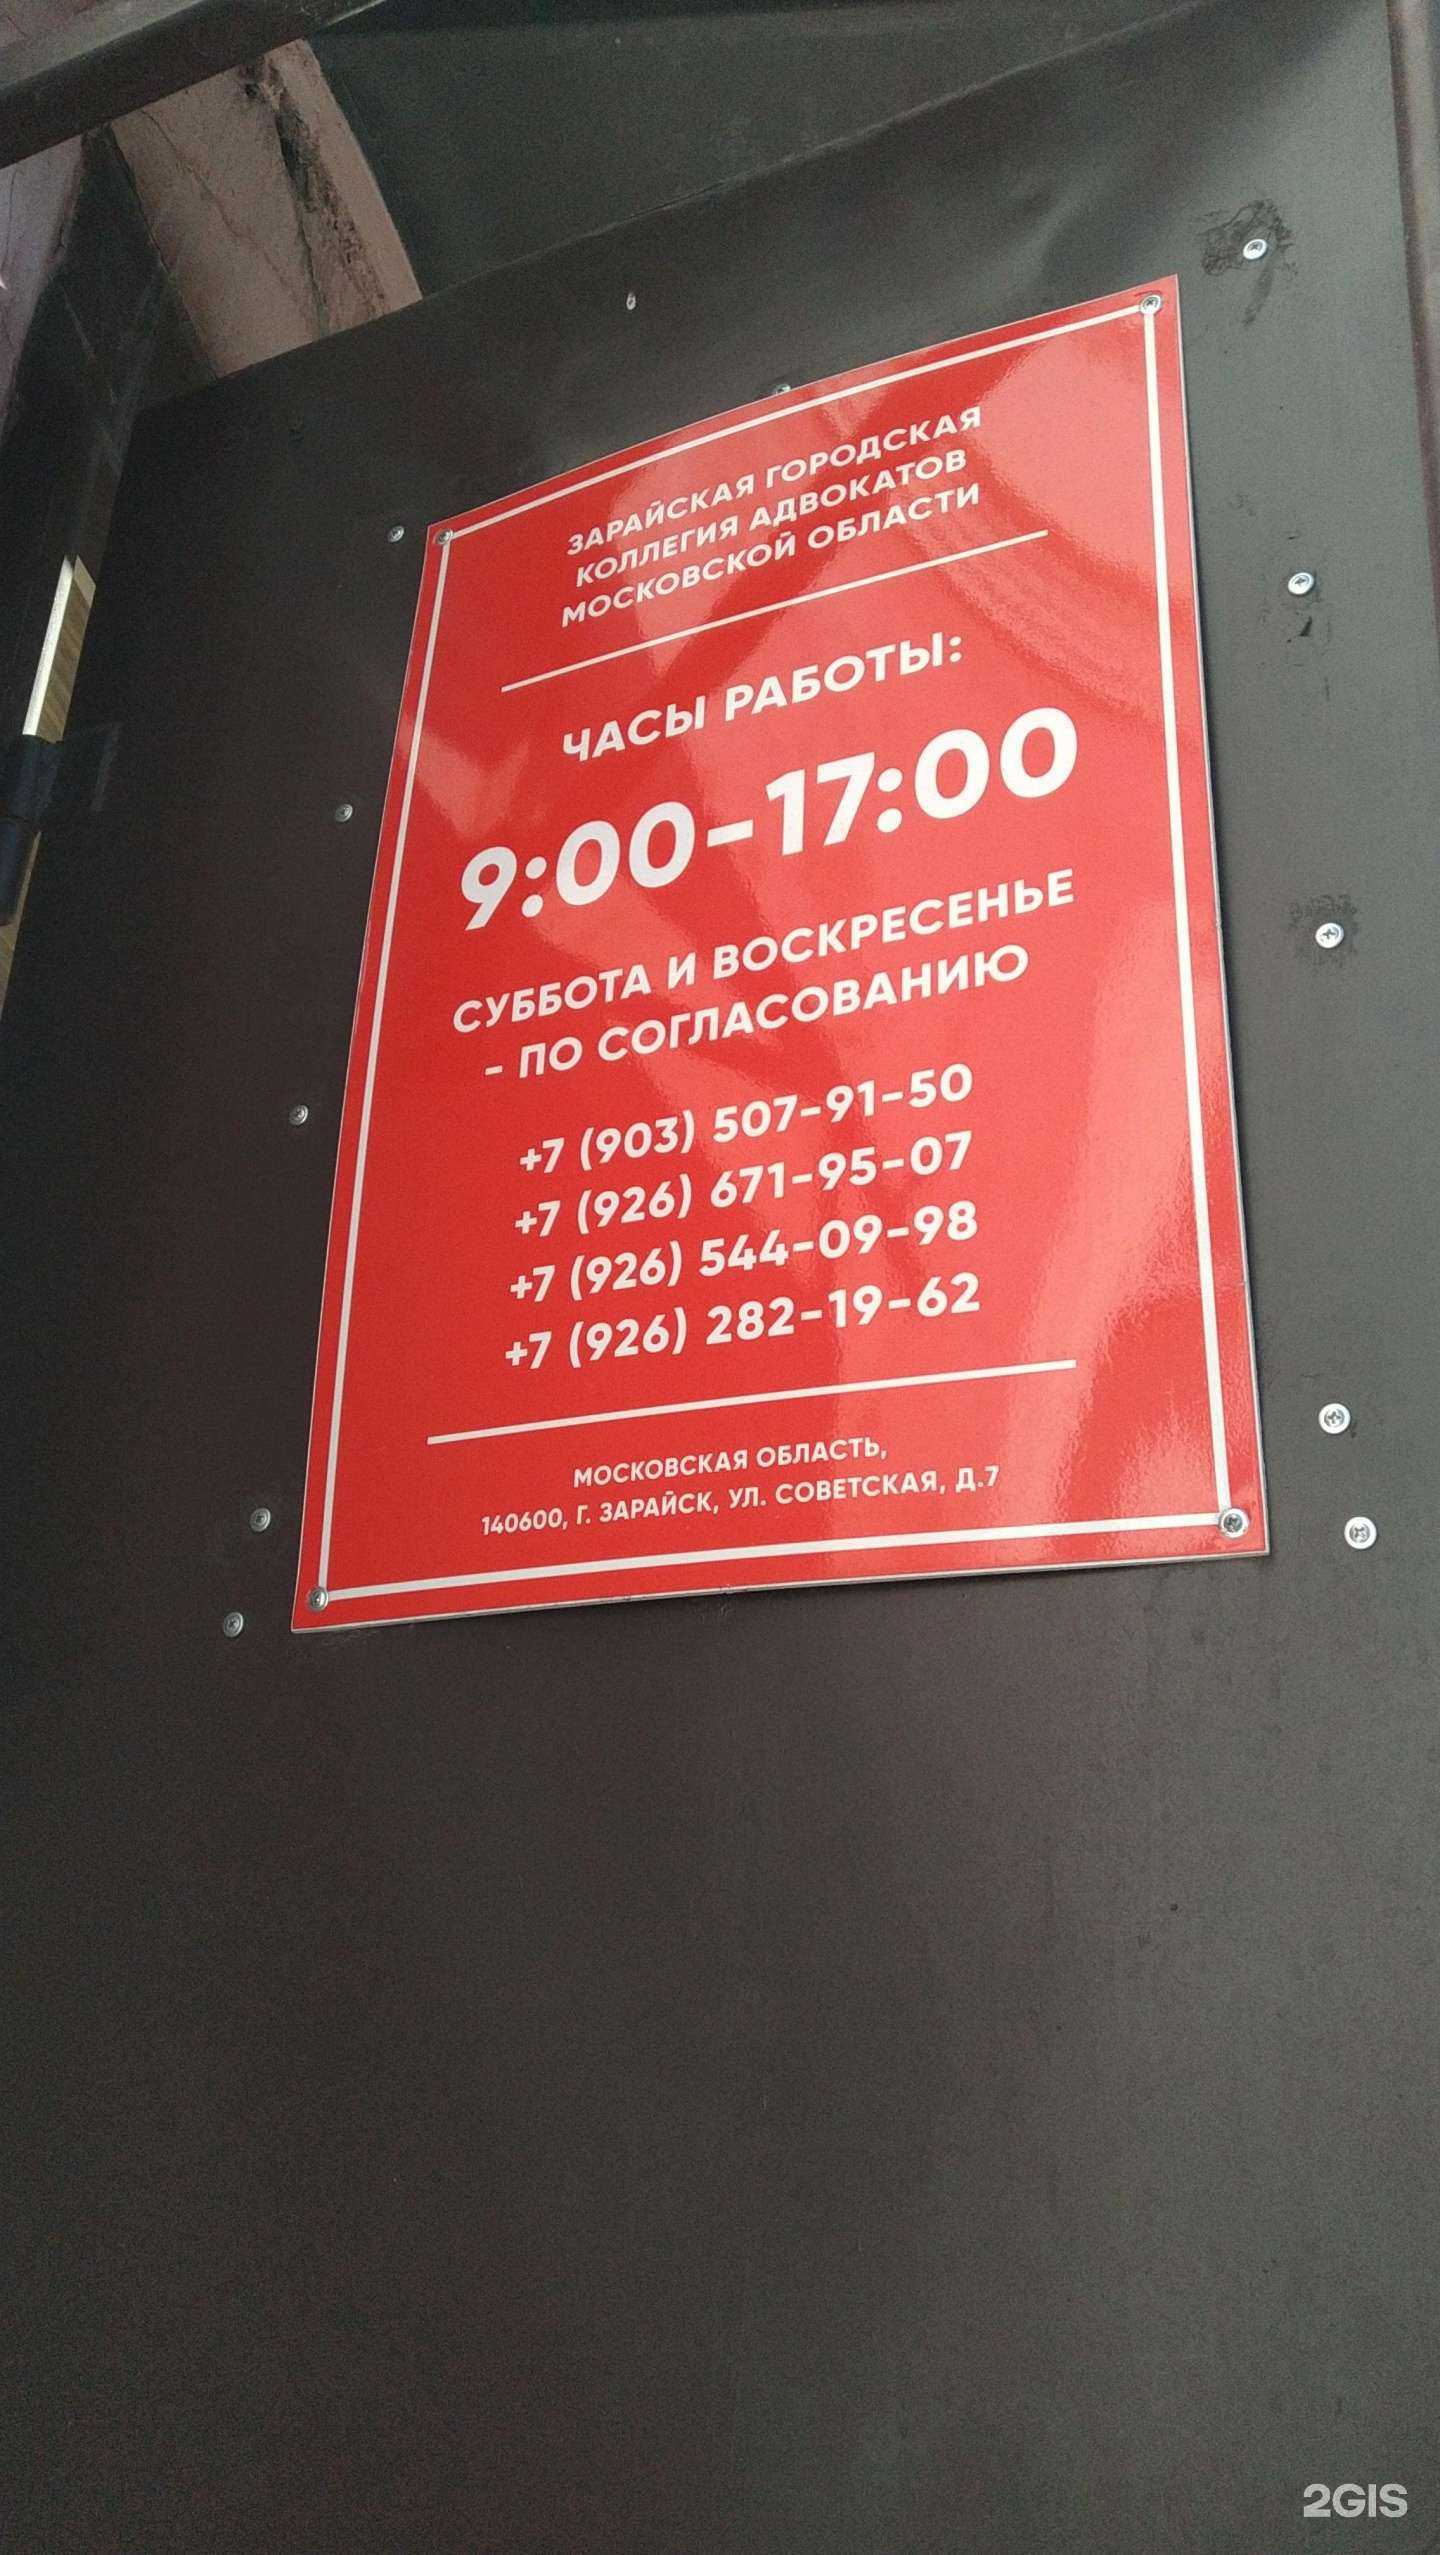 ЗАРАЙСКАЯ ГОРОДСКАЯ
КОЛЛЕГИЯ АДВОКАТОВ
МОСКОВСКОЙ ОБЛАСТИ
ЧАСЫ РАБОТЫ:
9:00-17:00
СУББОТА И ВОСКРЕСЕНЬЕ
- ПО СОГЛАСОВАНИЮ
+7 (903) 507-91-50
+7 (926) 671-95-07
+7 (926) 544-09-98
+7 (926) 282-19-62
МОСКОВСКАЯ ОБЛАСТЬ,
140600, Г. ЗАРАЙСК, УЛ. СОВЕТСКАЯ, Д.7
2GIS